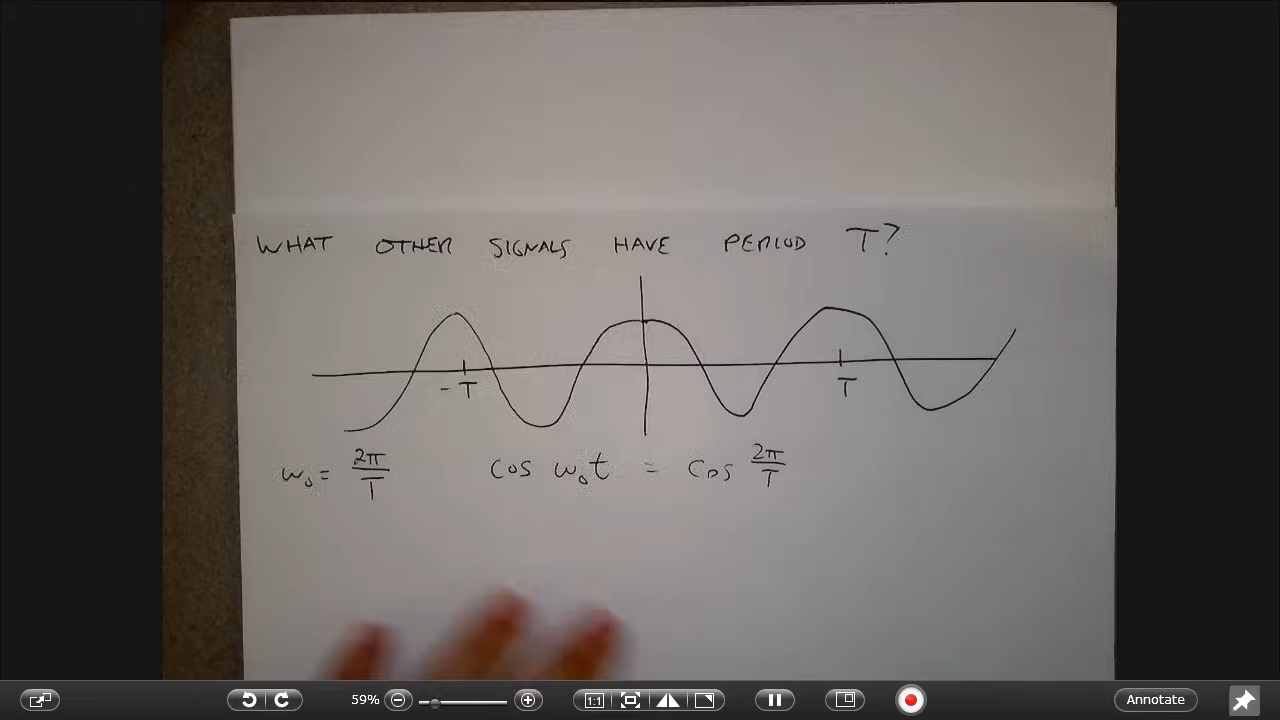 WHAT OTHER SIGNALS HAVE PERIOD T?
-T T
ω₀ = 2π/T cos ω₀t = cos 2π/T
59% 1:1 Annotate